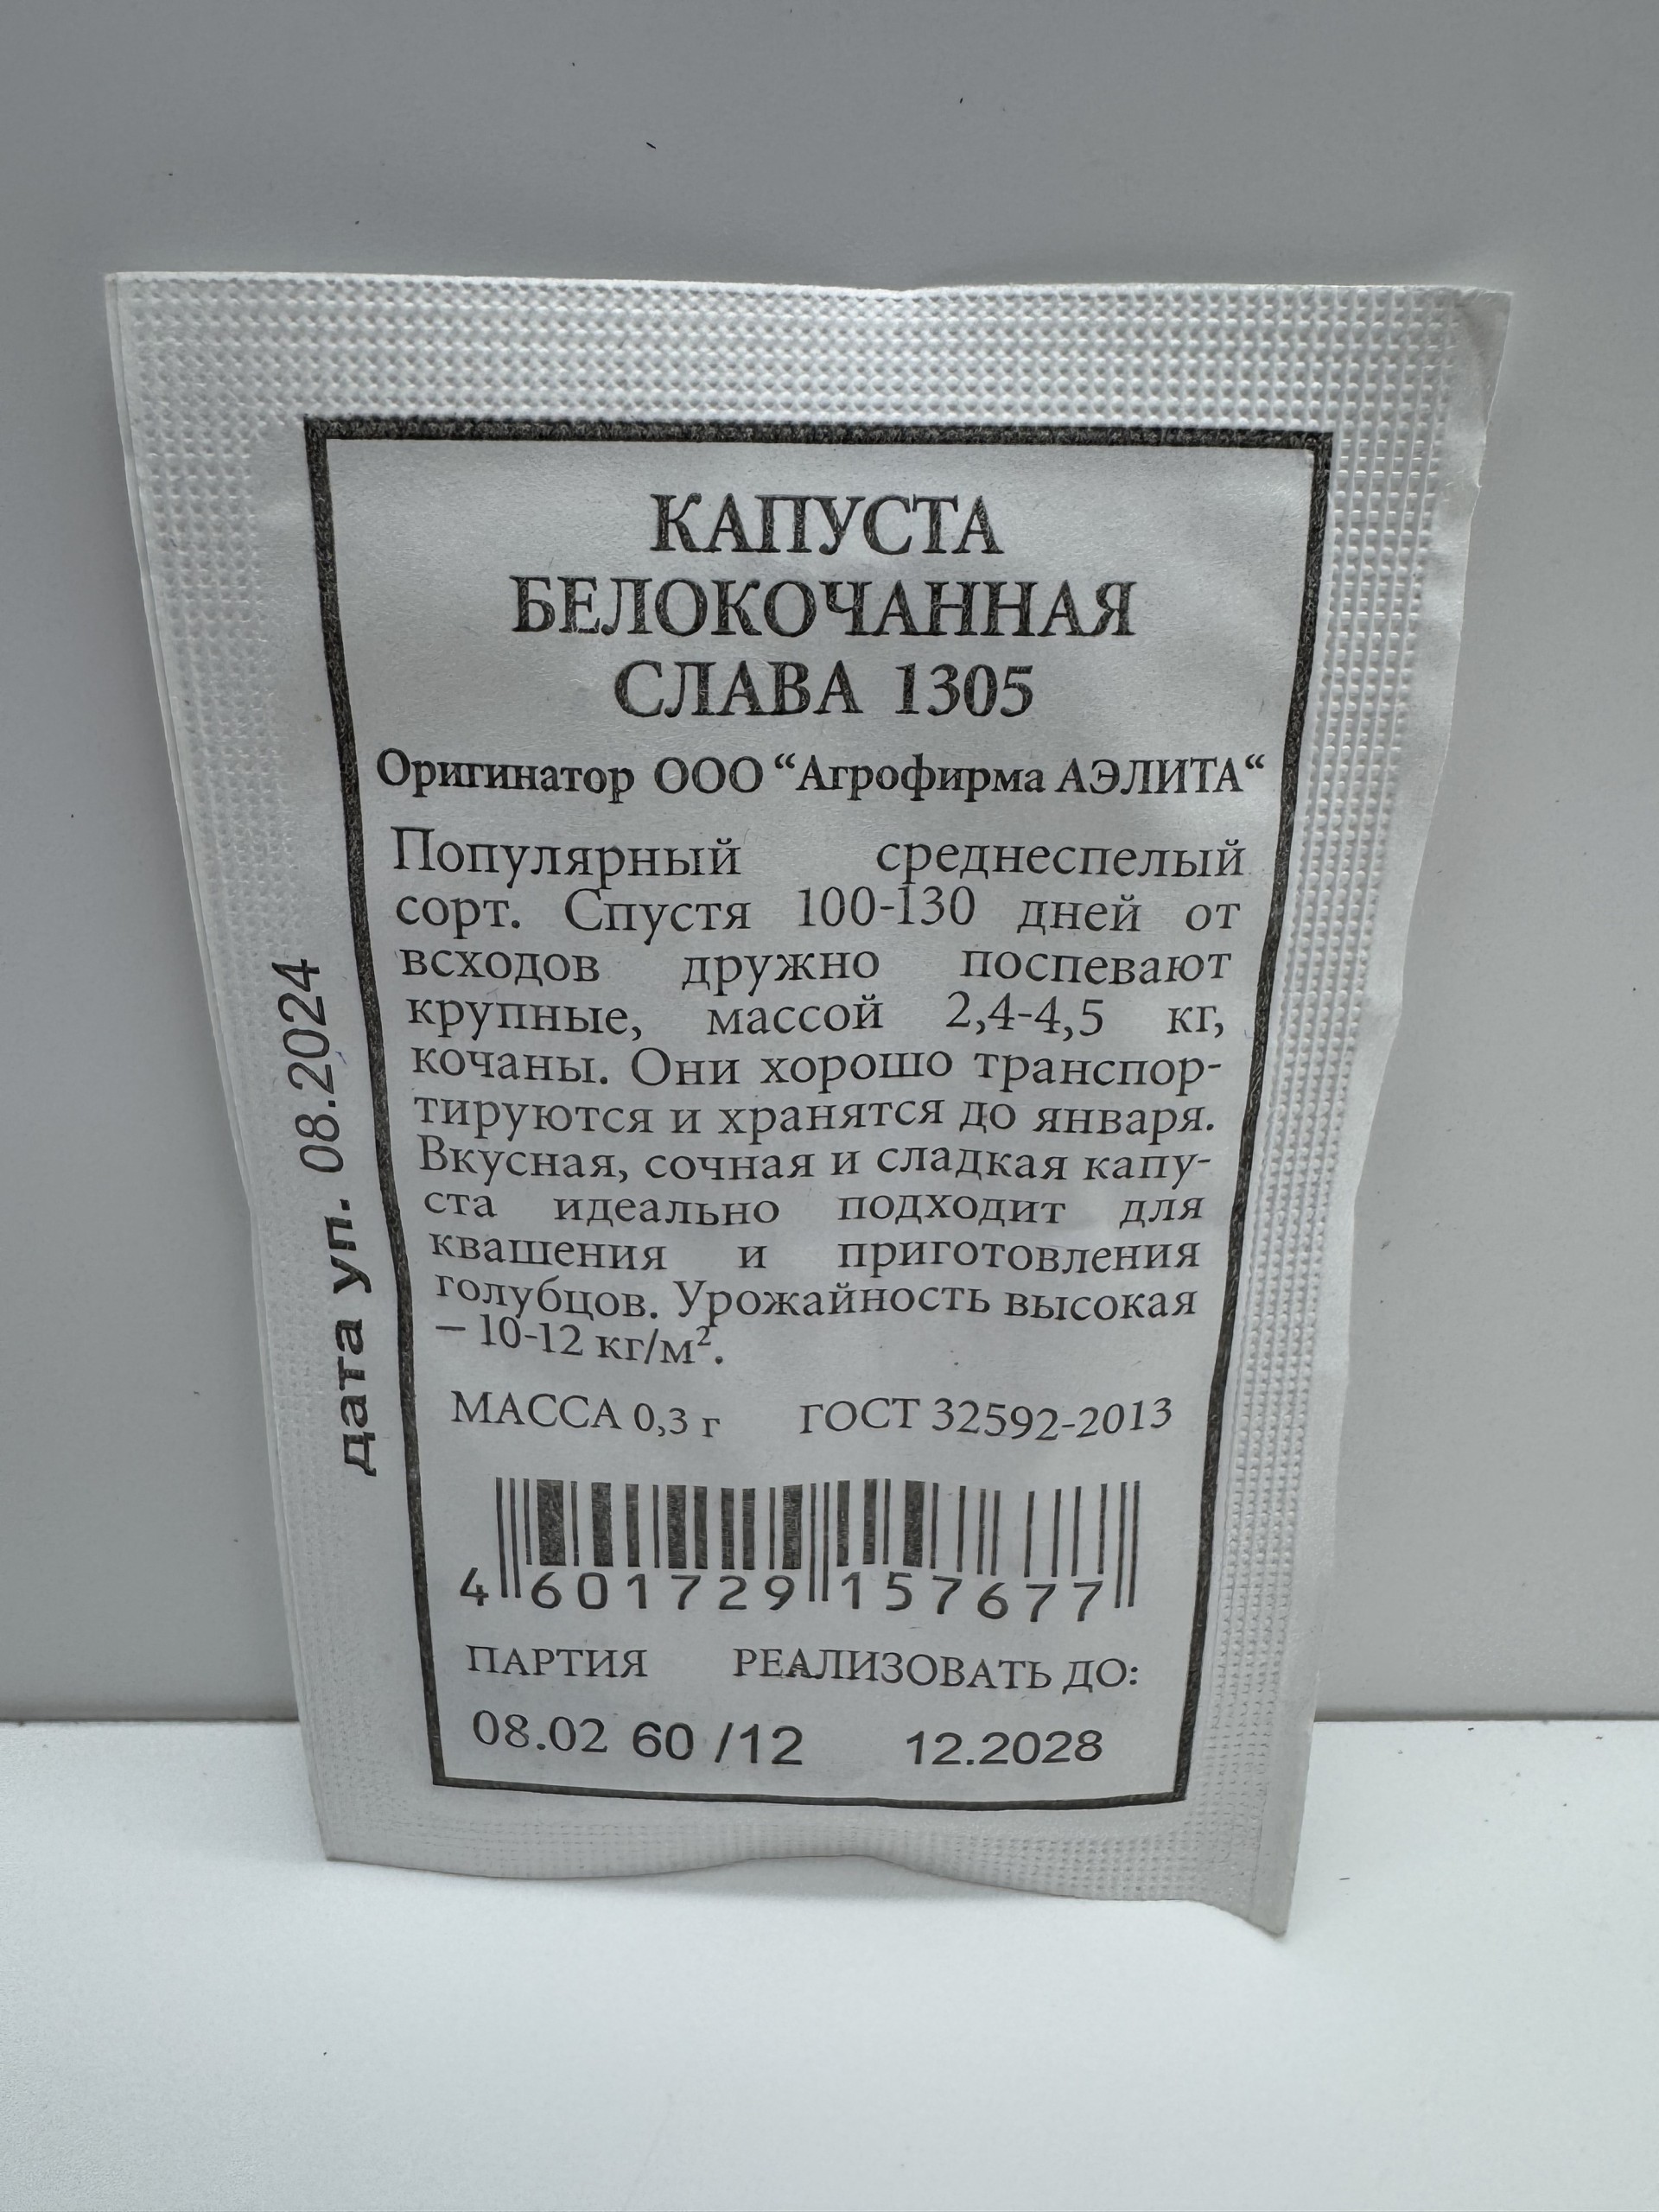 КАПУСТА
БЕЛОКОЧАННАЯ
СЛАВА 1305
Оригинатор ООО “Агрофирма АЭЛИТА“
Популярный среднеспелый
сорт. Спустя 100-130 дней от
всходов дружно поспевают
крупные, массой 2,4-4,5 кг,
кочаны. Они хорошо транспор-
тируются и хранятся до января.
Вкусная, сочная и сладкая капу-
ста идеально подходит для
квашения и приготовления
голубцов. Урожайность высокая
– 10-12 кг/м².
МАССА 0,3 г ГОСТ 32592-2013
4 601729 157677
ПАРТИЯ РЕАЛИЗОВАТЬ ДО:
08.02 60 /12 12.2028
дата уп. 08.2024